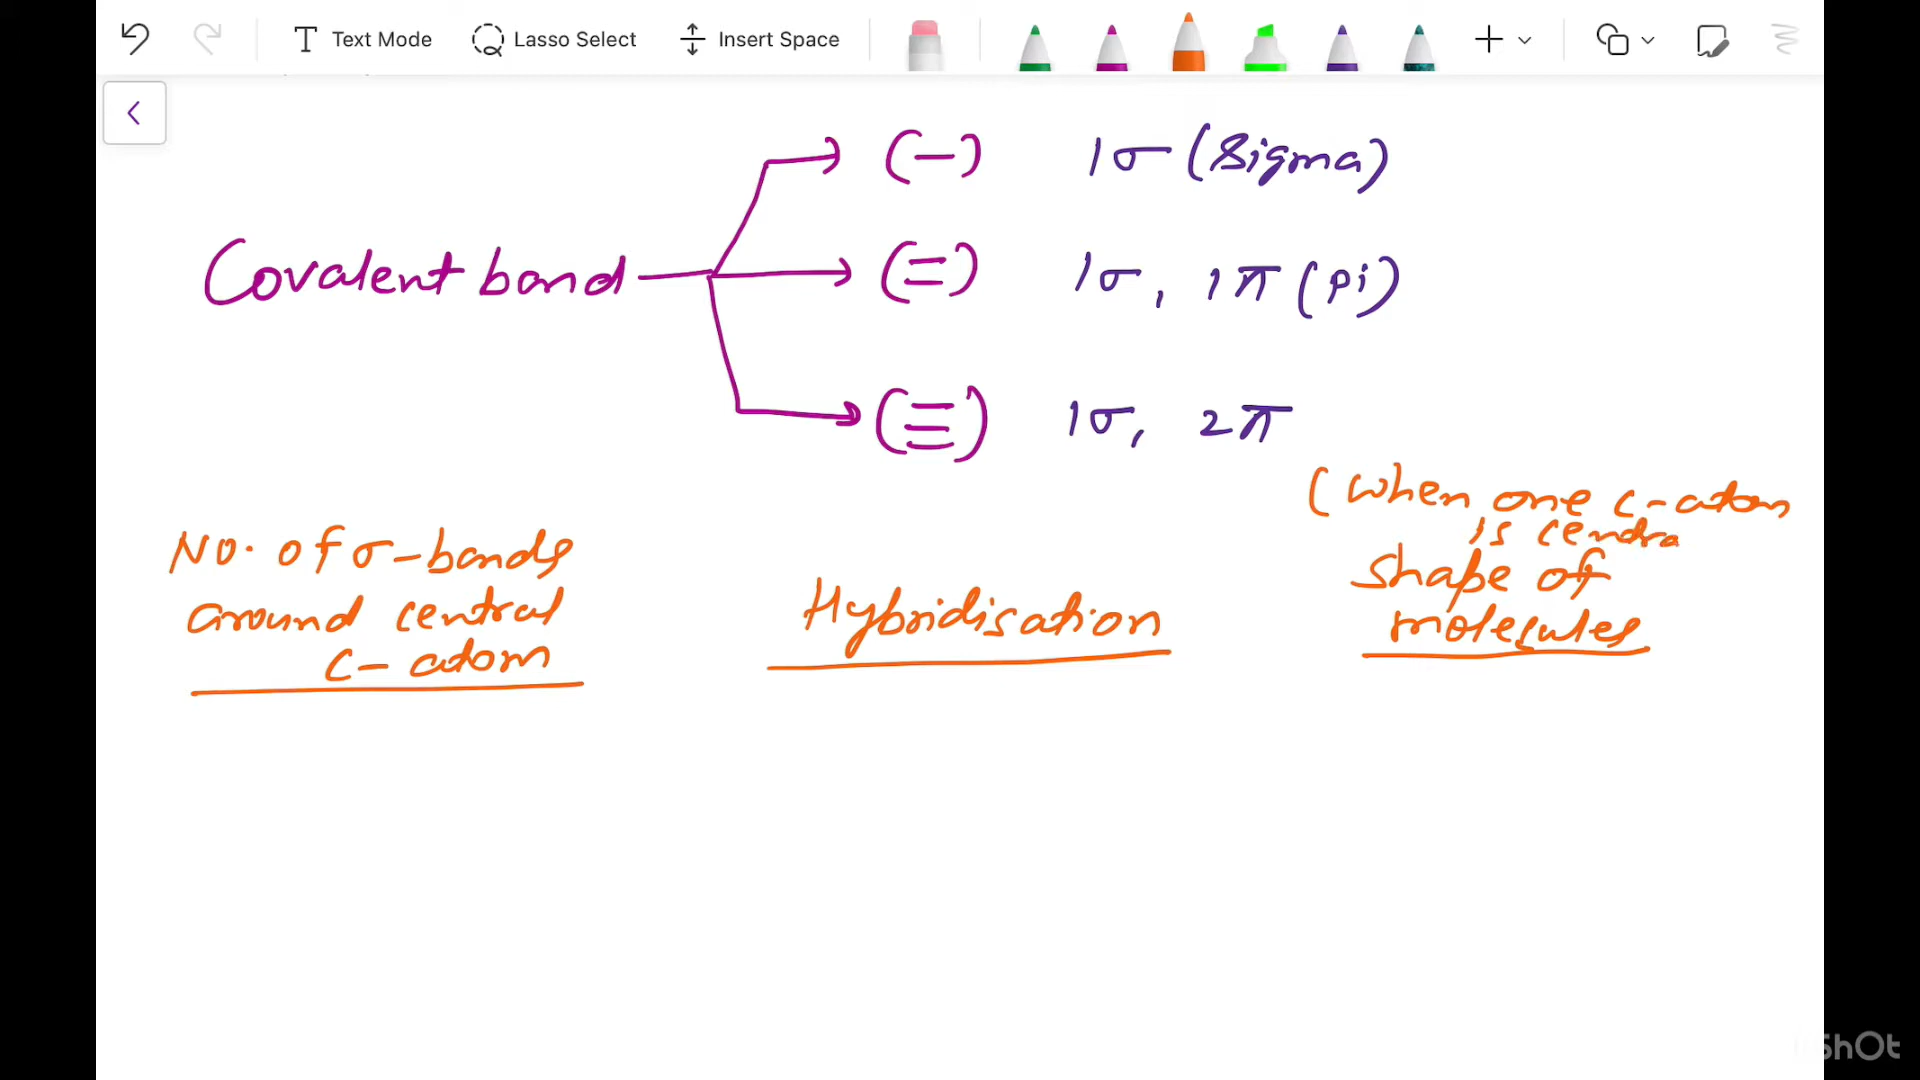 Text Mode Lasso Select Insert Space
(−) 1σ (Sigma)
Covalent bond (=) 1σ, 1π (pi)
(≡) 1σ, 2π
(when one c-atom
is centra
No. of σ-bonds
around central
c- atom
Hybridisation
shape of
molecules